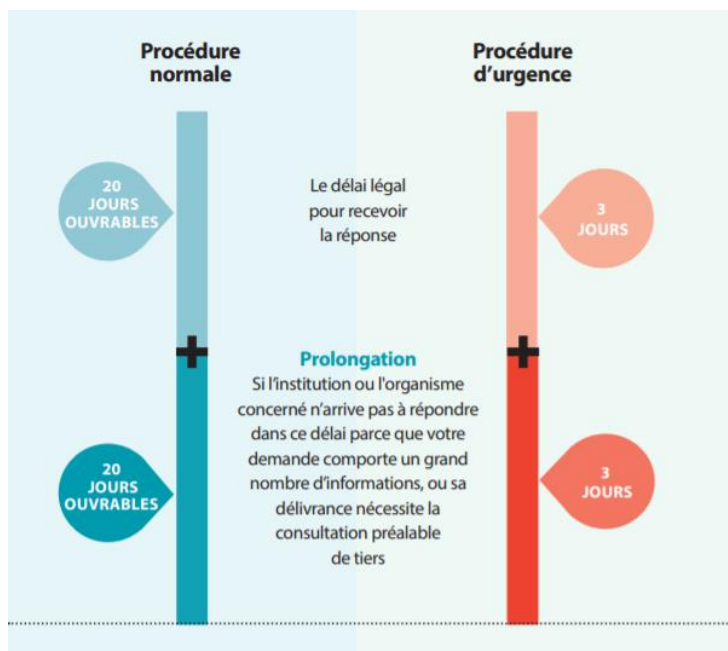 Procédure
normale
Procédure
d’urgence
20
JOURS
OUVRABLES
Le délai légal
pour recevoir
la réponse
3
JOURS
Prolongation
Si l’institution ou l'organisme
concerné n’arrive pas à répondre
dans ce délai parce que votre
demande comporte un grand
nombre d’informations, ou sa
délivrance nécessite la
consultation préalable
de tiers
20
JOURS
OUVRABLES
3
JOURS